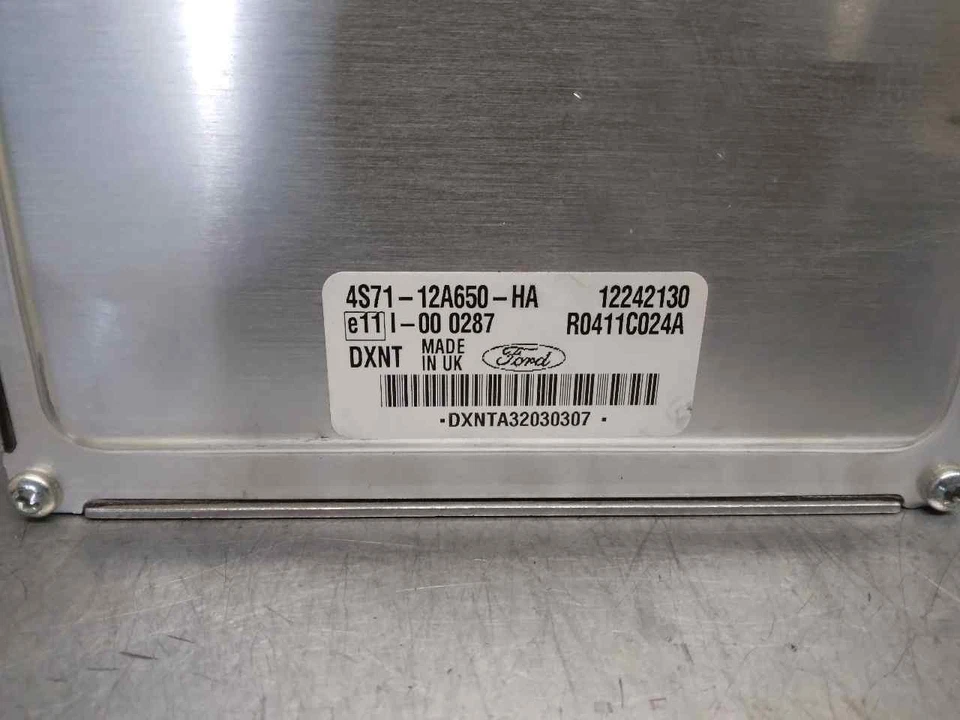 4S71-12A650-HA 12242130
e11 I-00 0287 R0411C024A
DXNT MADE IN UK Ford
·DXNTA32030307 ·